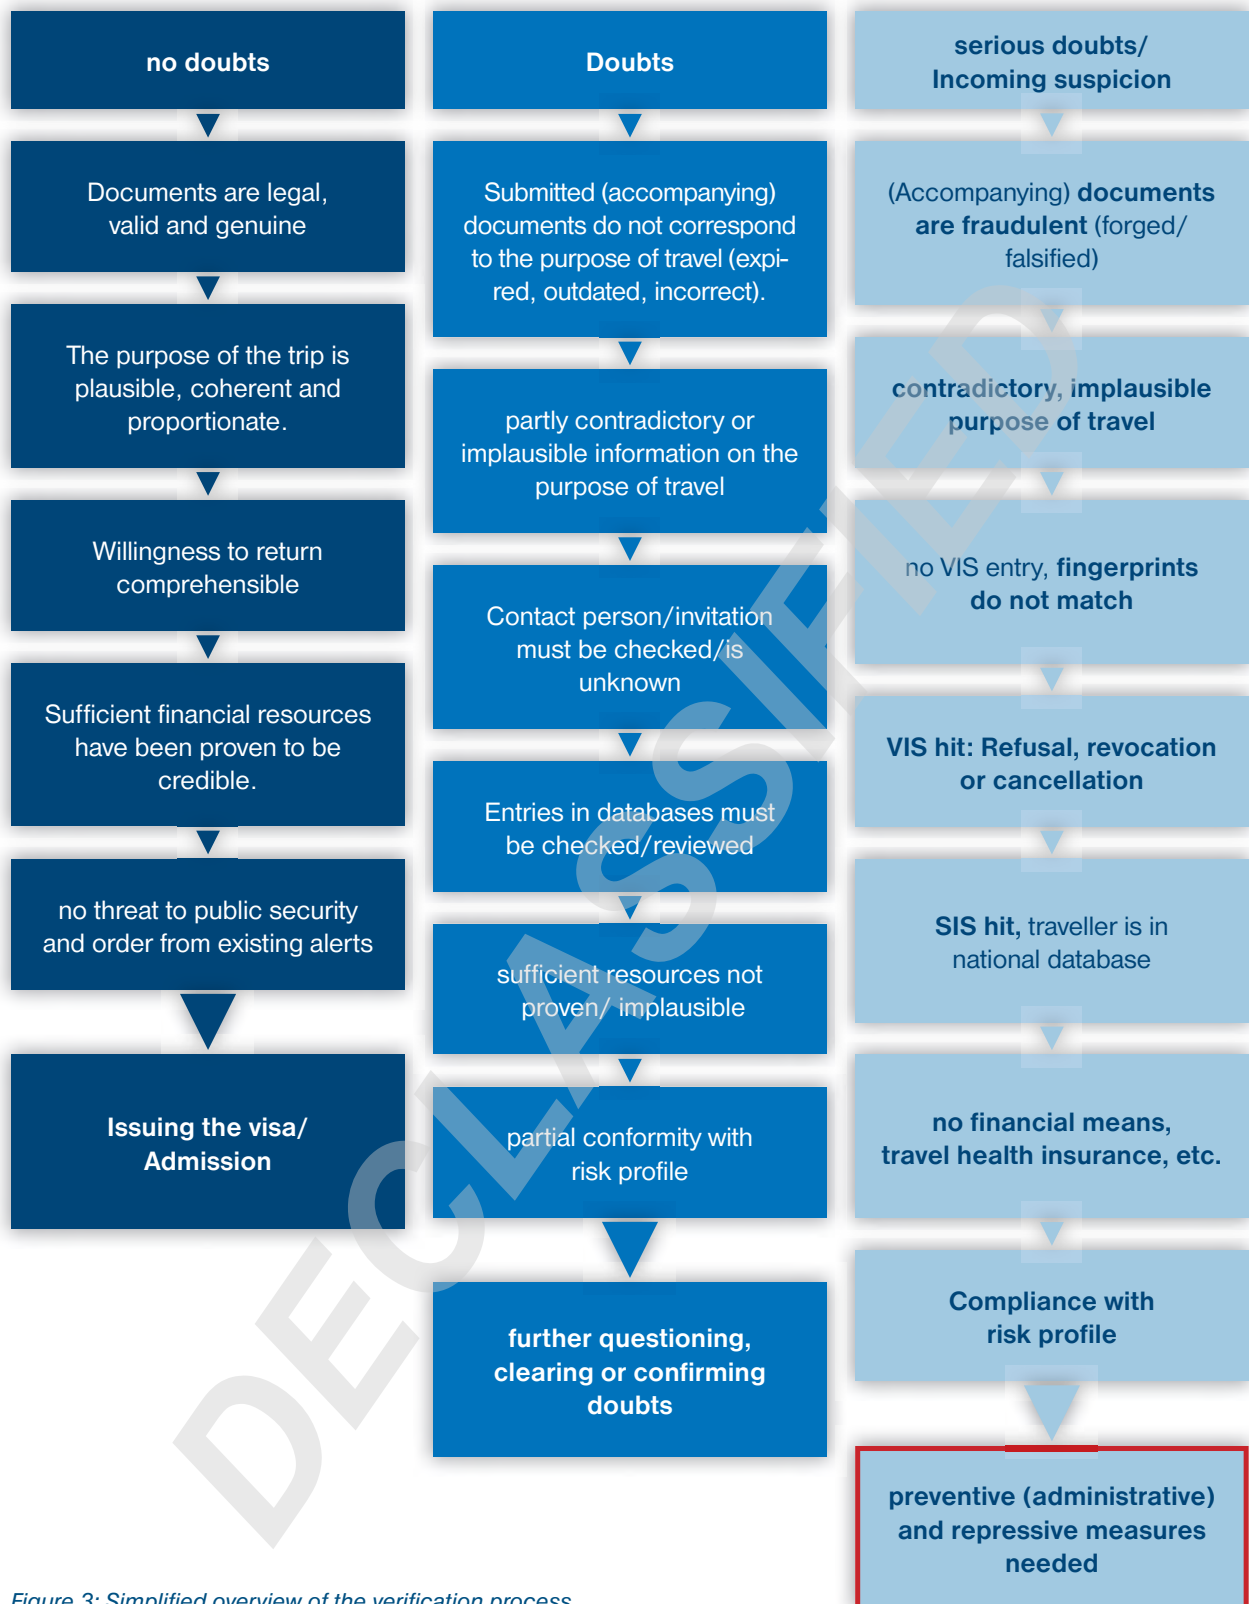 no doubts
Documents are legal,
valid and genuine
The purpose of the trip is
plausible, coherent and
proportionate.
Willingness to return
comprehensible
Sufficient financial resources
have been proven to be
credible.
no threat to public security
and order from existing alerts
Issuing the visa/
Admission
Doubts
Submitted (accompanying)
documents do not correspond
to the purpose of travel (expi-
red, outdated, incorrect).
partly contradictory or
implausible information on the
purpose of travel
Contact person/invitation
must be checked/is
unknown
Entries in databases must
be checked/reviewed
sufficient resources not
proven/ implausible
partial conformity with
risk profile
further questioning,
clearing or confirming
doubts
serious doubts/
Incoming suspicion
(Accompanying) documents
are fraudulent (forged/
falsified)
contradictory, implausible
purpose of travel
no VIS entry, fingerprints
do not match
VIS hit: Refusal, revocation
or cancellation
SIS hit, traveller is in
national database
no financial means,
travel health insurance, etc.
Compliance with
risk profile
preventive (administrative)
and repressive measures
needed
DECLASSIFIED
Figure 3: Simplified overview of the verification process